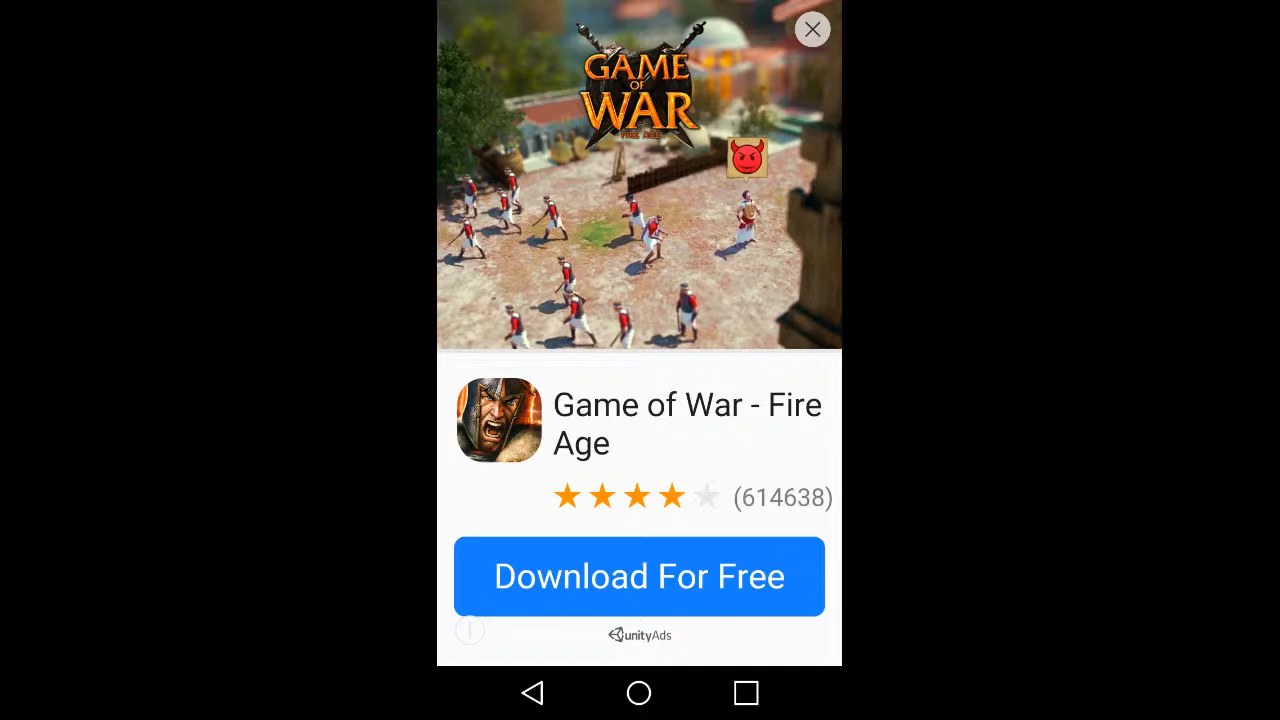 GAME
OF
WAR
FIRE AGE
Game of War - Fire
Age
(614638)
Download For Free
unityAds